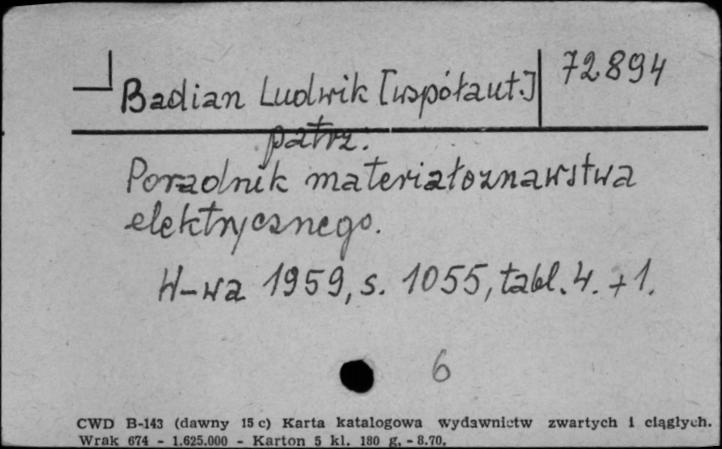 Badian Ludwik [współaut.] 72894
patrz.
Poradnik materiałoznawstwa
elektrycznego.
W-wa 1959, s. 1055, tabl. 4. + 1.
6
CWD B-143 (dawny 15 c) Karta katalogowa wydawnictw zwartych i ciągłych.
Wrak 674 - 1.625.000 - Karton 5 kl. 180 g. - 8.70.